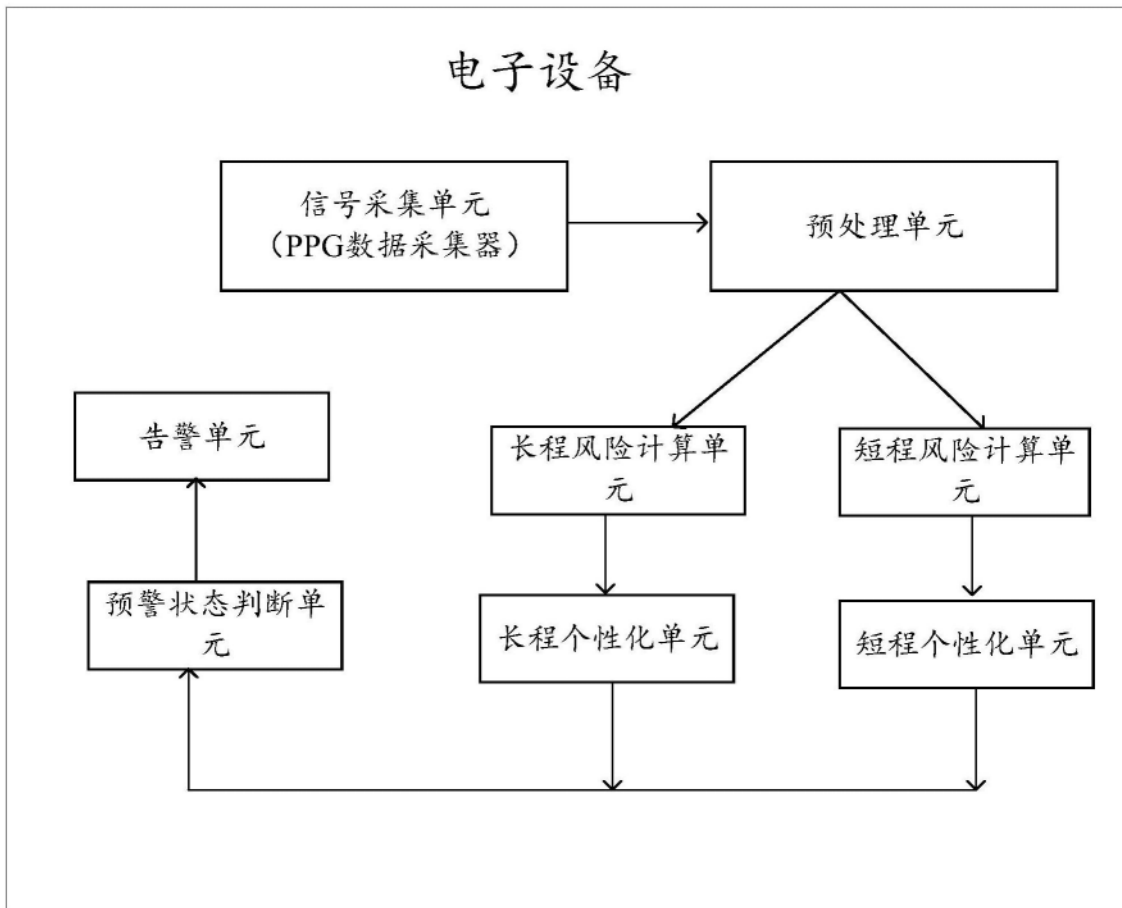 电子设备
信号采集单元
（PPG数据采集器）
预处理单元
告警单元
长程风险计算单
元
短程风险计算单
元
预警状态判断单
元
长程个性化单元
短程个性化单元